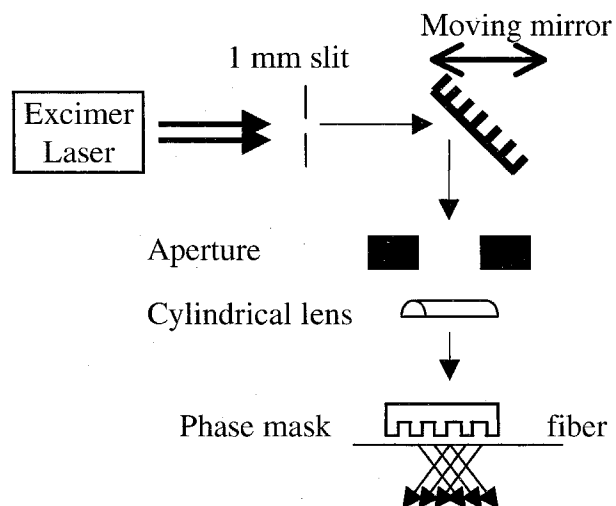 Moving mirror
1 mm slit
Excimer
Laser
Aperture
Cylindrical lens
Phase mask
fiber